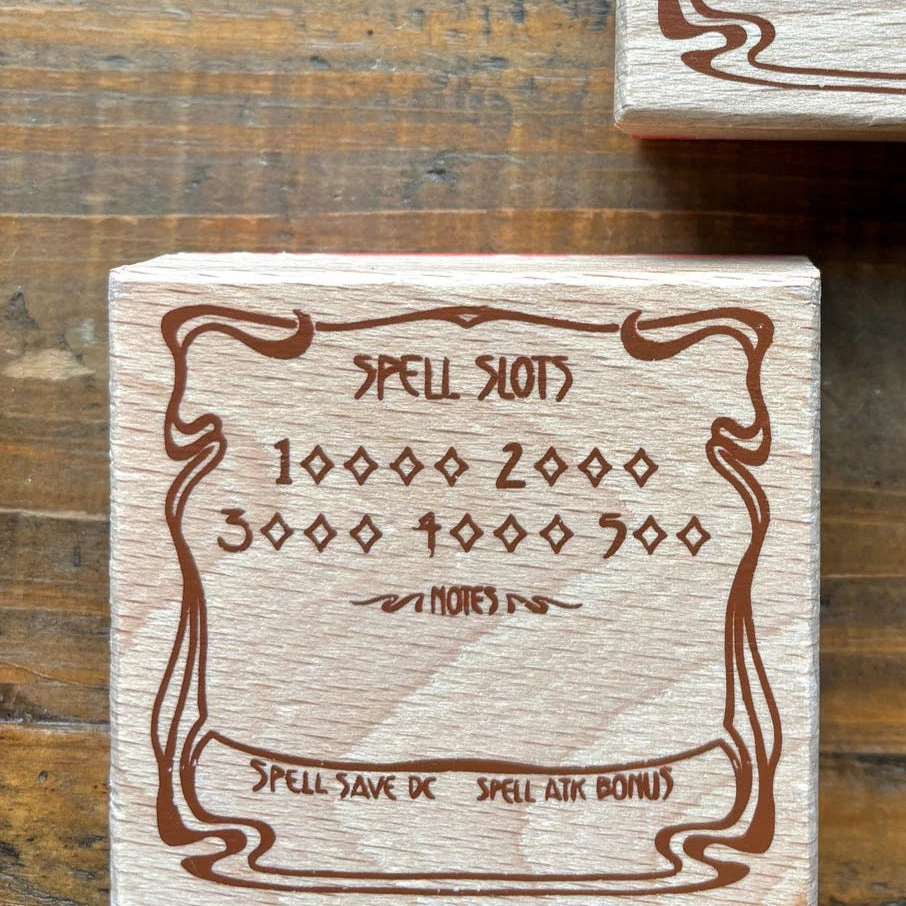 SPELL SLOTS
1◇◇◇◇ 2◇◇◇
3◇◇◇ 4◇◇◇ 5◇◇
NOTES
SPELL SAVE DC SPELL ATK BONUS